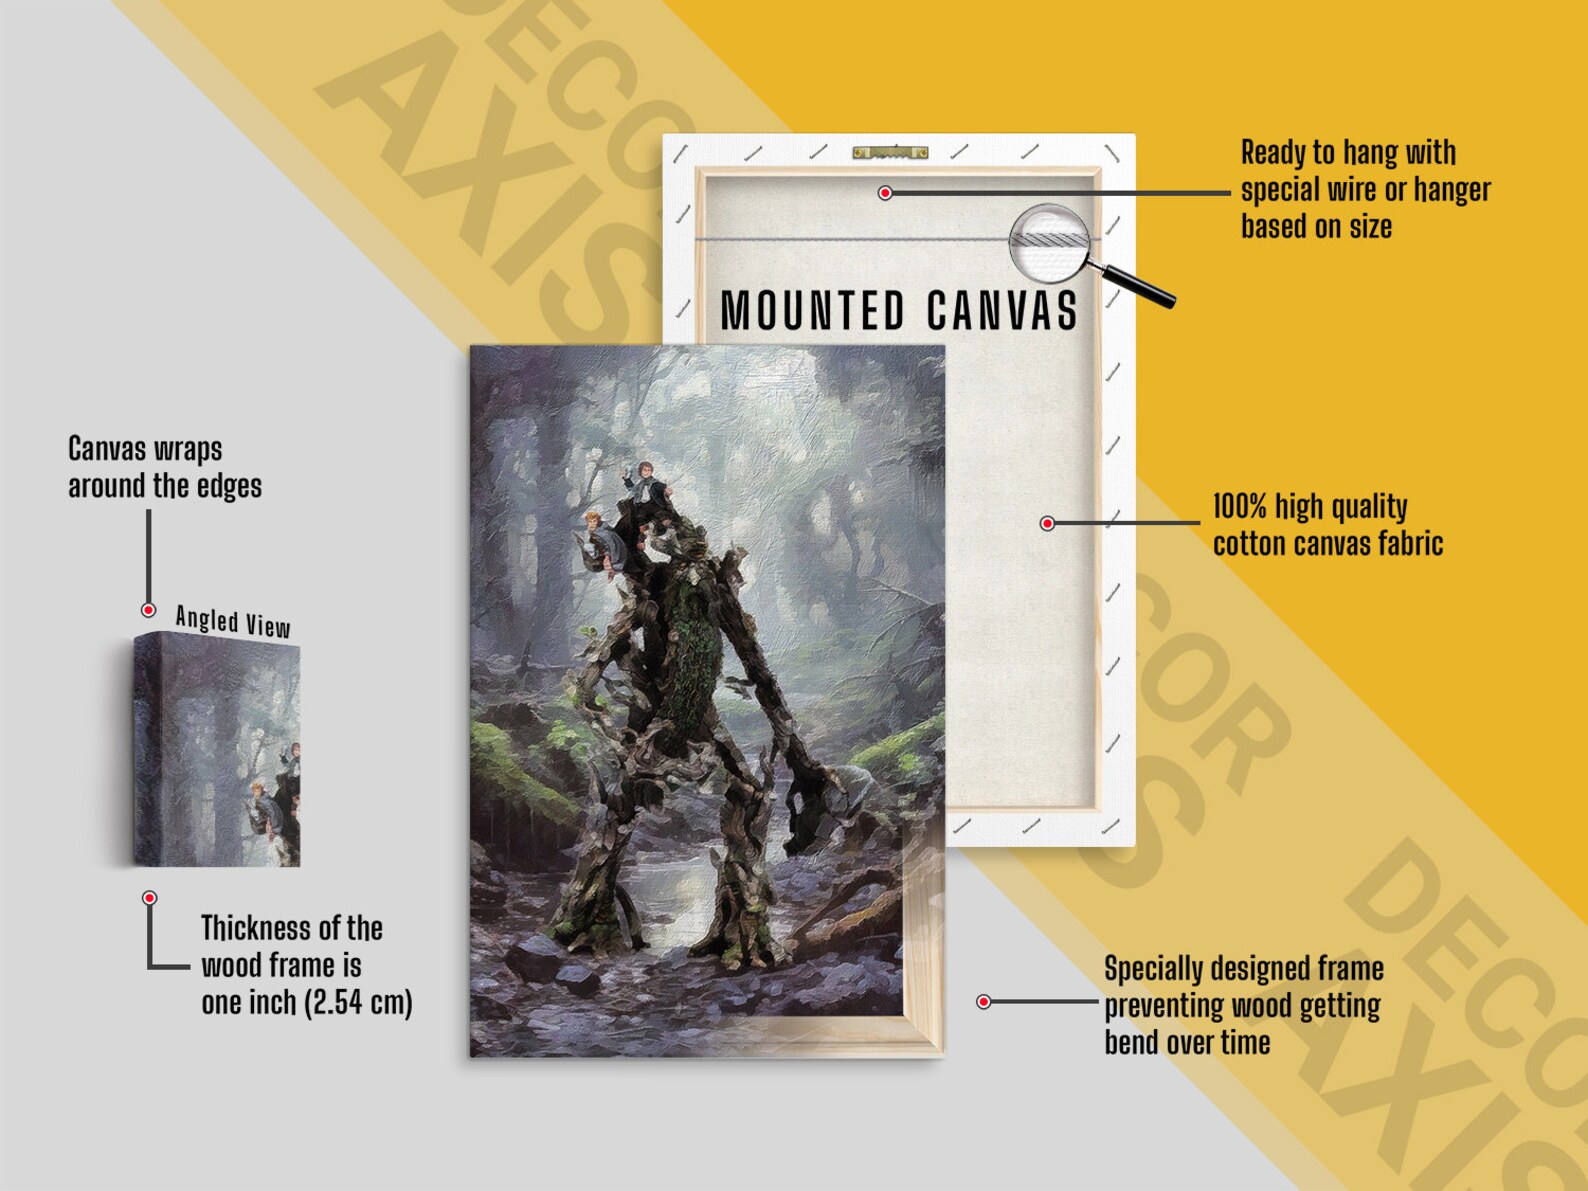 DECOR
AXIS
Ready to hang with
special wire or hanger
based on size
MOUNTED CANVAS
Canvas wraps
around the edges
100% high quality
cotton canvas fabric
Angled View
Thickness of the
wood frame is
one inch (2.54 cm)
Specially designed frame
preventing wood getting
bend over time
DECOR
AXIS